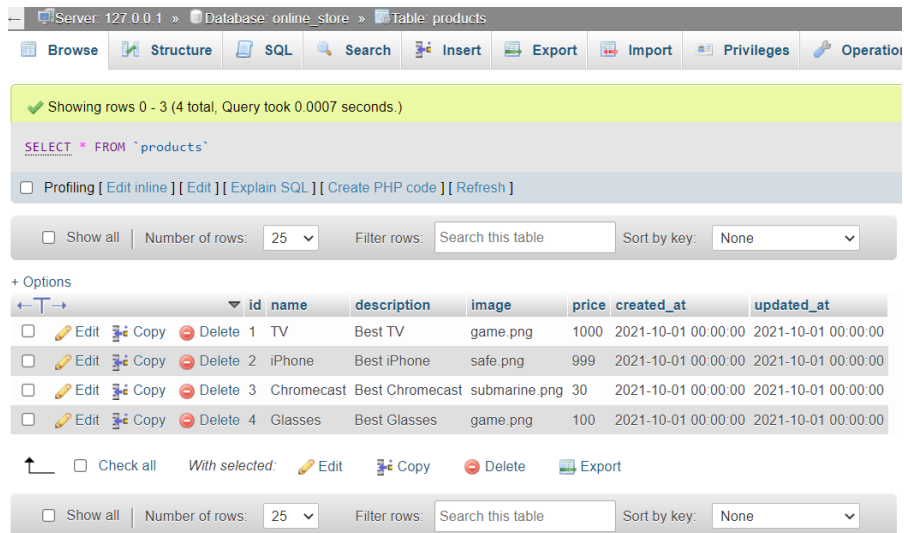 ← Server: 127.0.0.1 » Database: online_store » Table: products
Browse Structure SQL Search Insert Export Import Privileges Operation
Showing rows 0 - 3 (4 total, Query took 0.0007 seconds.)
SELECT * FROM `products`
Profiling [ Edit inline ] [ Edit ] [ Explain SQL ] [ Create PHP code ] [ Refresh ]
Show all | Number of rows: 25 Filter rows: Search this table Sort by key: None
+ Options
←T→ id name description image price created_at updated_at
Edit Copy Delete 1 TV Best TV game.png 1000 2021-10-01 00:00:00 2021-10-01 00:00:00
Edit Copy Delete 2 iPhone Best iPhone safe.png 999 2021-10-01 00:00:00 2021-10-01 00:00:00
Edit Copy Delete 3 Chromecast Best Chromecast submarine.png 30 2021-10-01 00:00:00 2021-10-01 00:00:00
Edit Copy Delete 4 Glasses Best Glasses game.png 100 2021-10-01 00:00:00 2021-10-01 00:00:00
Check all With selected: Edit Copy Delete Export
Show all | Number of rows: 25 Filter rows: Search this table Sort by key: None